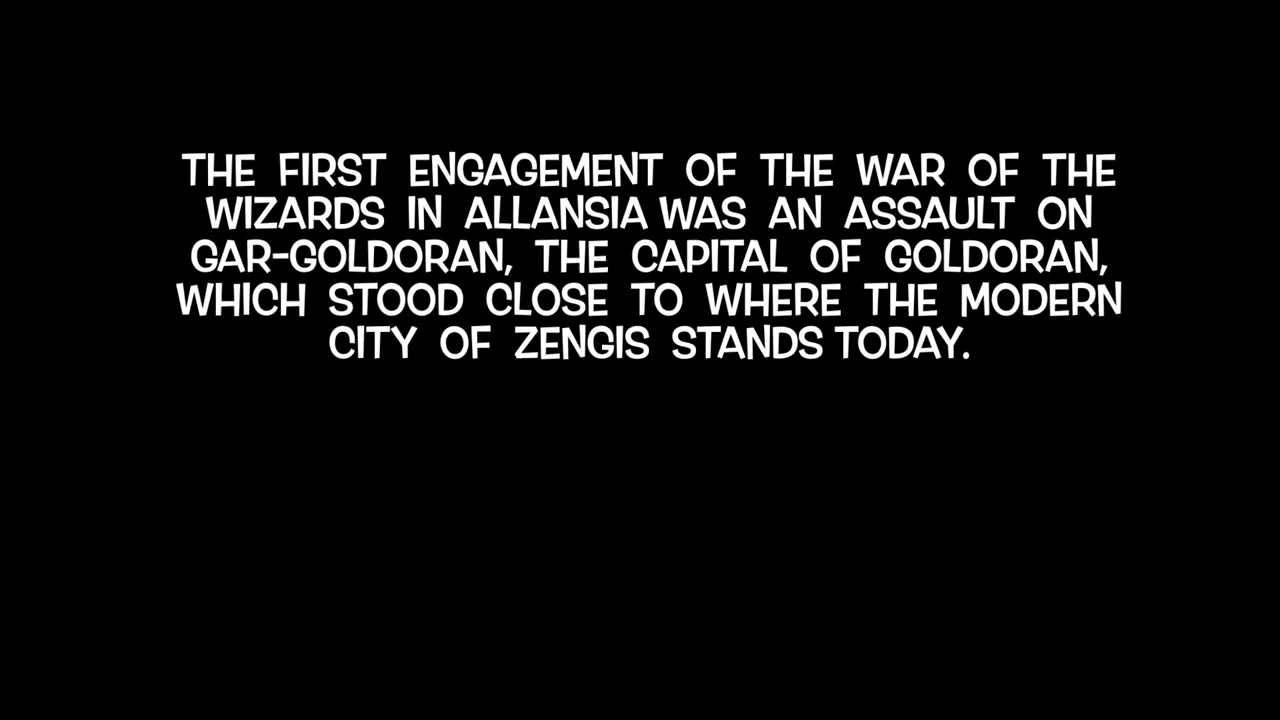 THE FIRST ENGAGEMENT OF THE WAR OF THE
WIZARDS IN ALLANSIA WAS AN ASSAULT ON
GAR-GOLDORAN, THE CAPITAL OF GOLDORAN,
WHICH STOOD CLOSE TO WHERE THE MODERN
CITY OF ZENGIS STANDS TODAY.